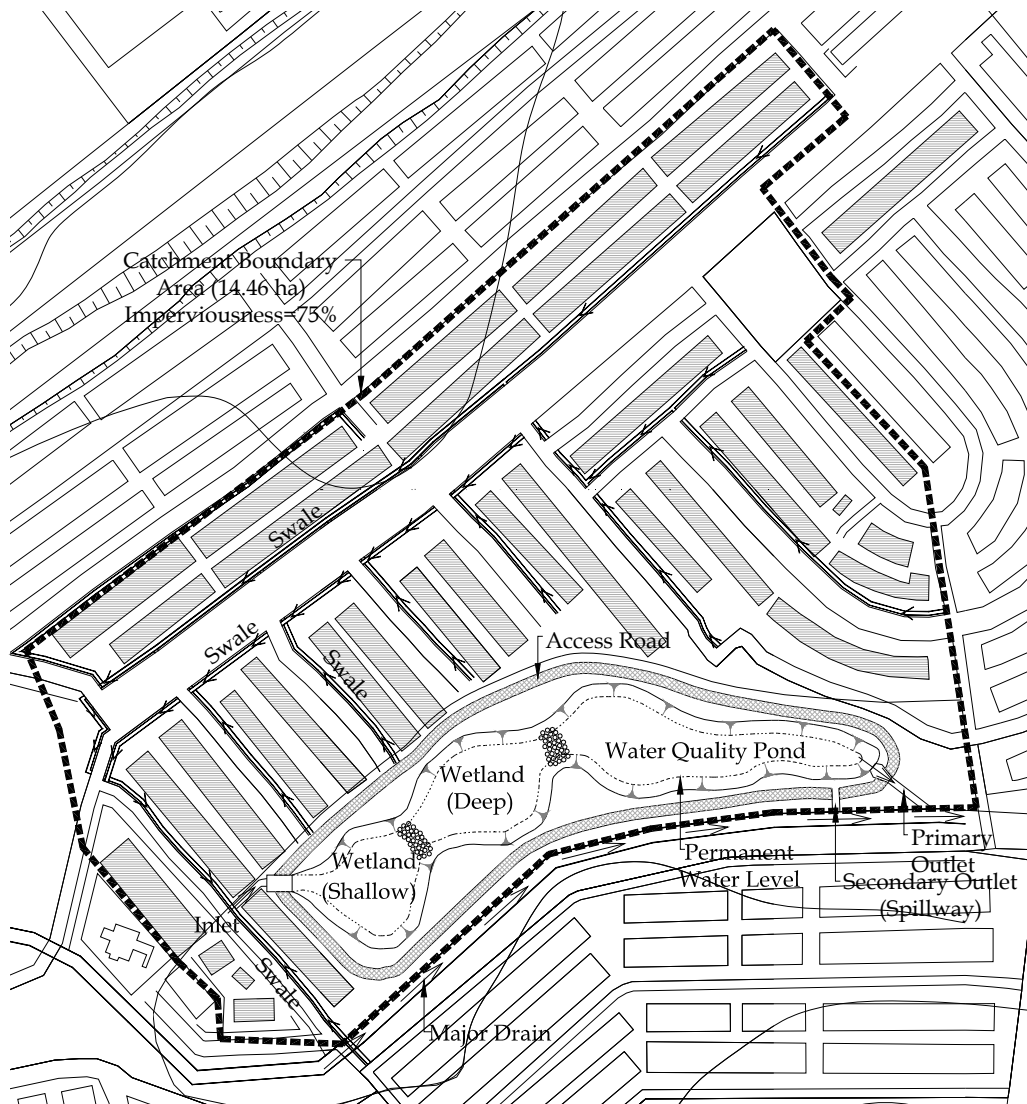 Catchment Boundary
Area (14.46 ha)
Imperviousness=75%
Swale
Swale
Swale
Access Road
Water Quality Pond
Wetland
(Deep)
Wetland
(Shallow)
Permanent
Water Level
Primary
Outlet
Secondary Outlet
(Spillway)
Inlet
Swale
Major Drain